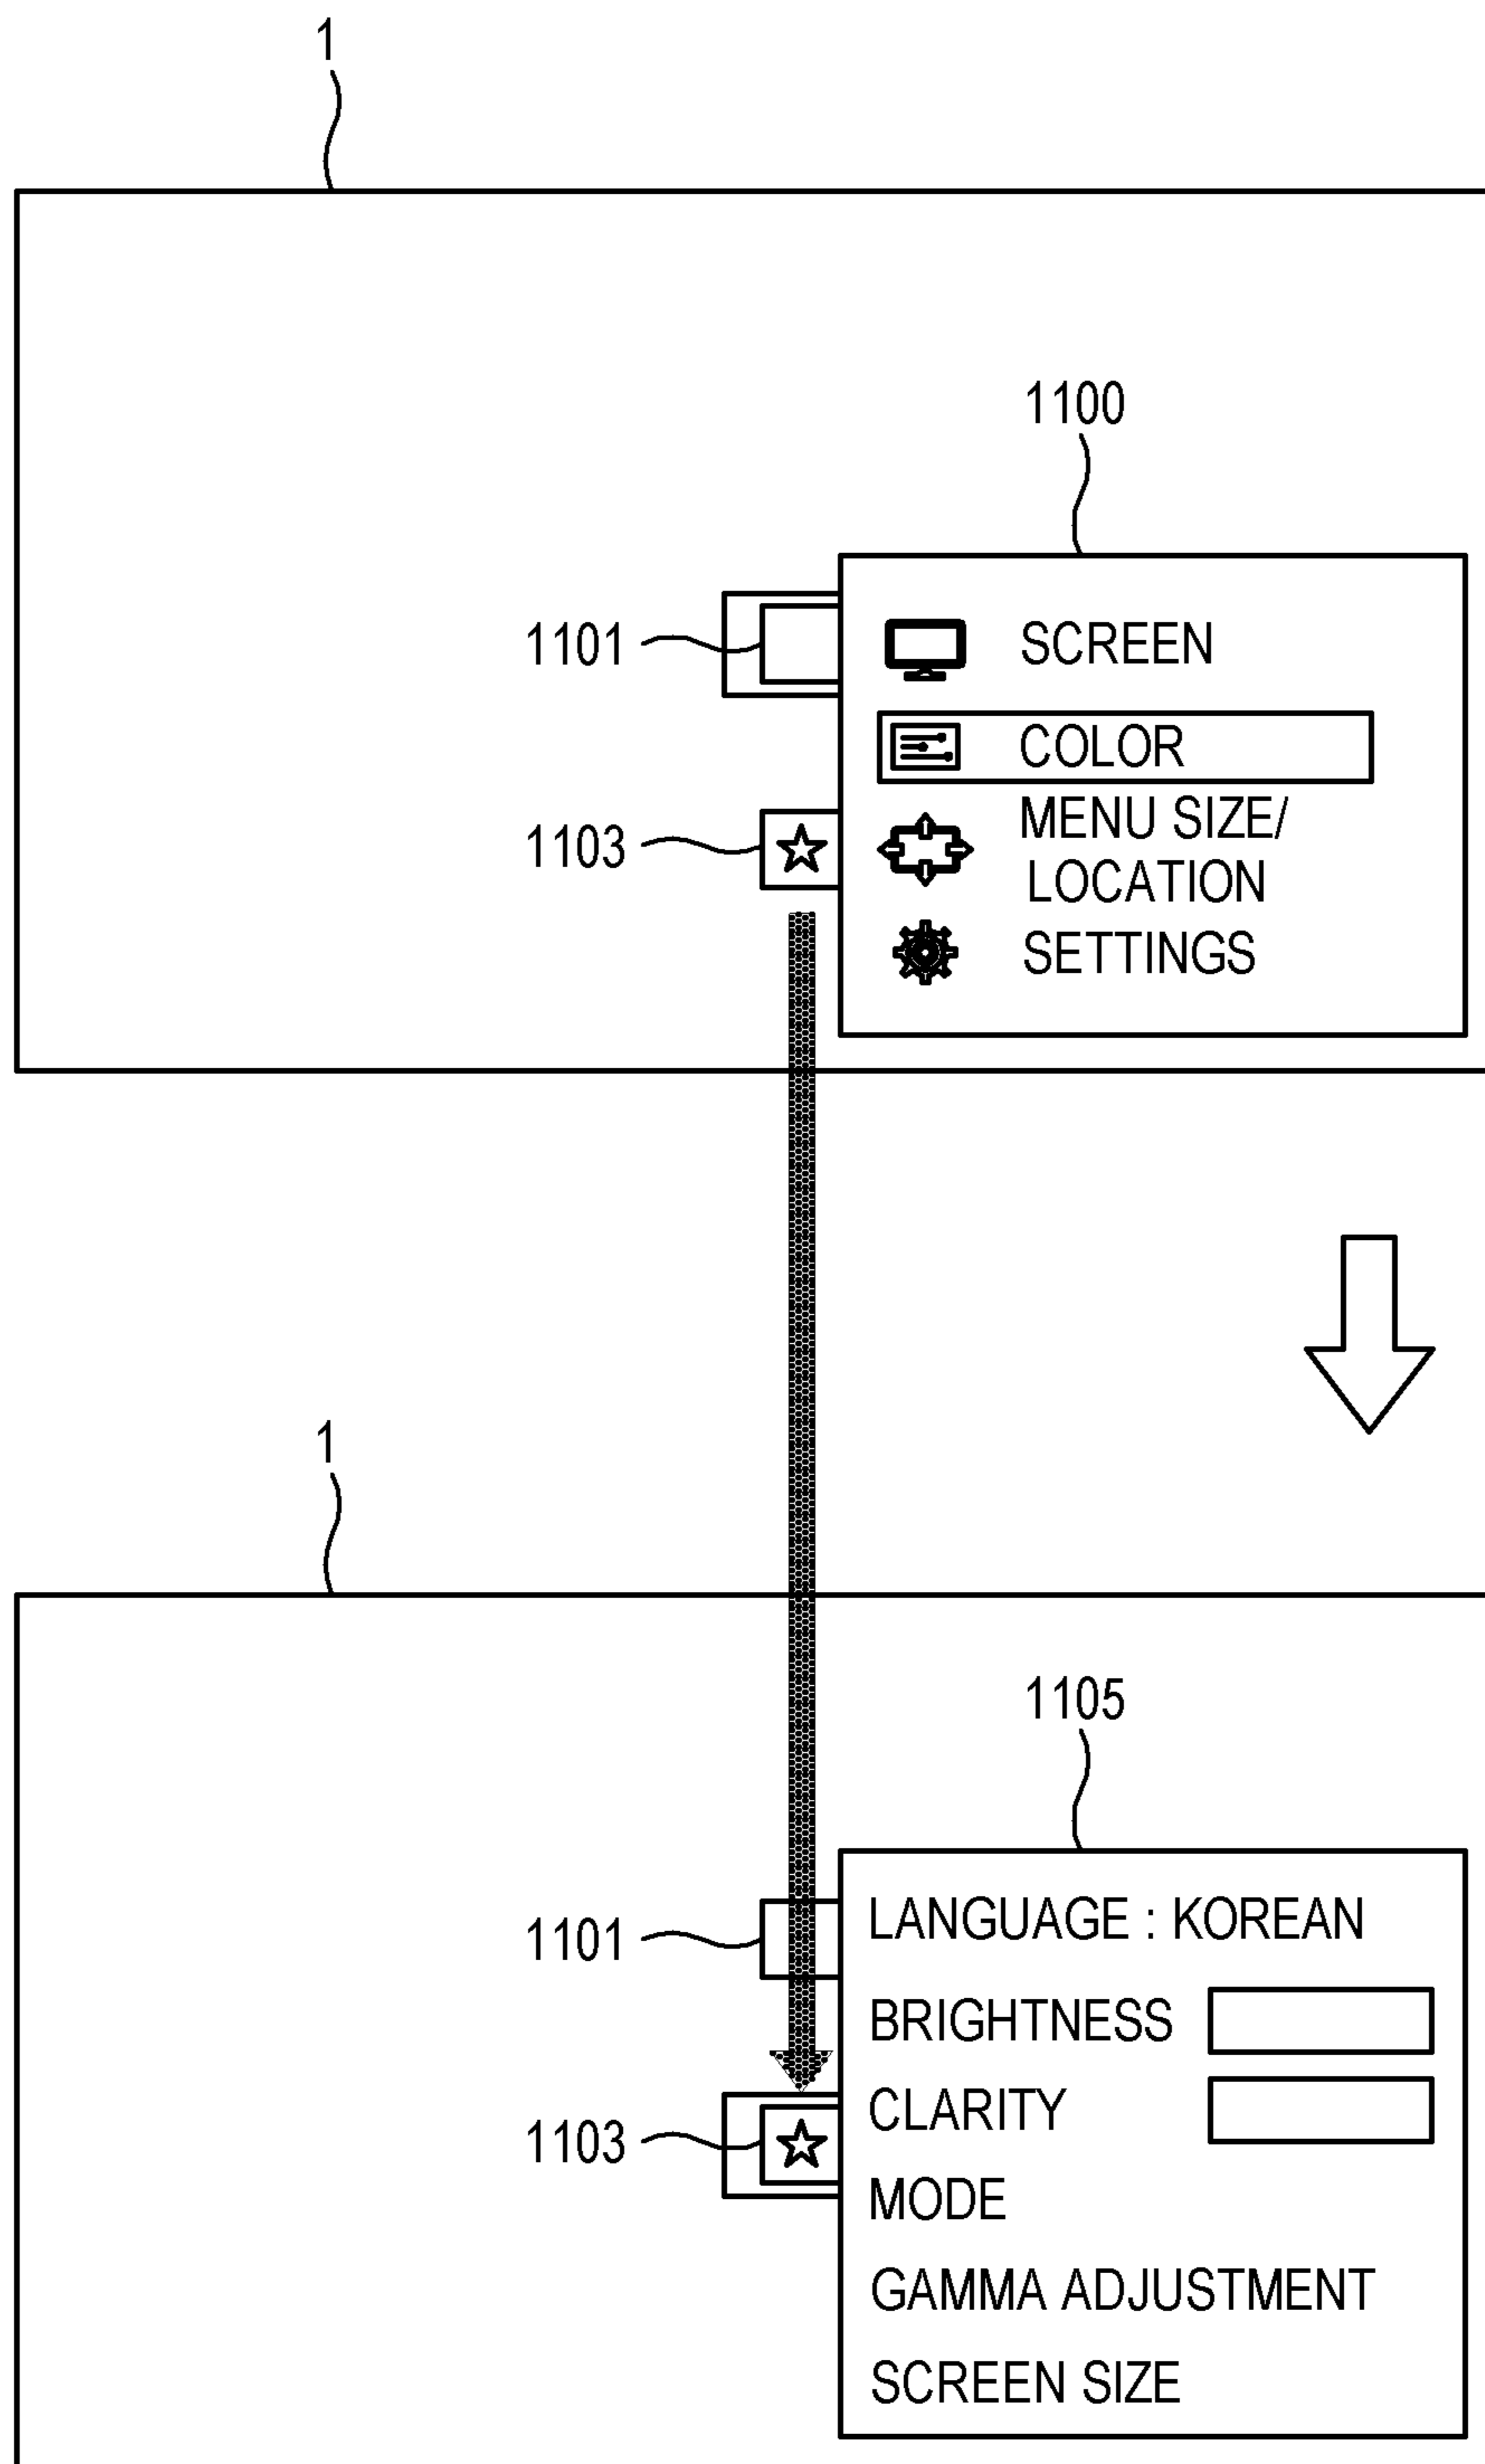 1
1100
1101
SCREEN
COLOR
1103
MENU SIZE/
LOCATION
SETTINGS
1
1105
1101
LANGUAGE : KOREAN
BRIGHTNESS
CLARITY
1103
MODE
GAMMA ADJUSTMENT
SCREEN SIZE